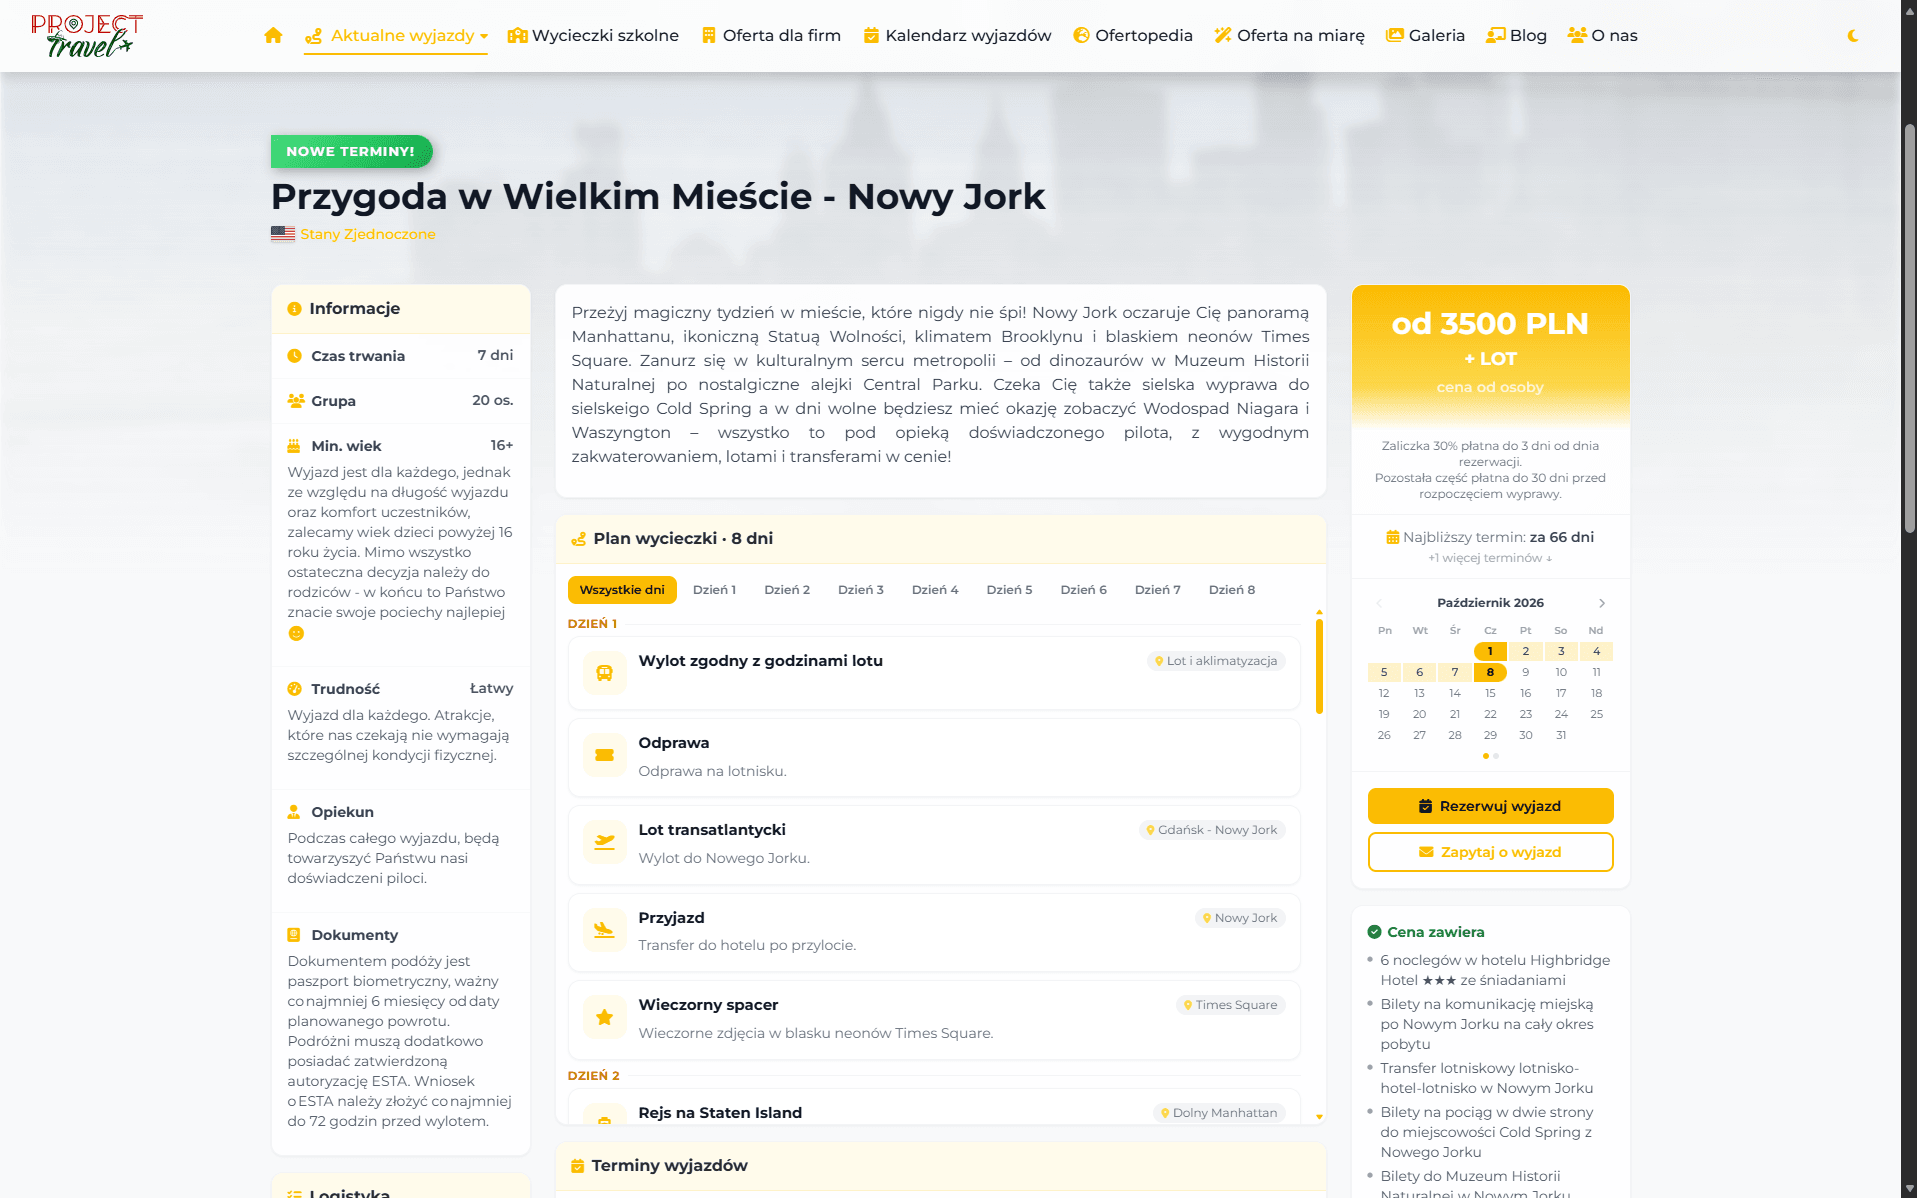 PROJECT
Travel
Aktualne wyjazdy
Wycieczki szkolne
Oferta dla firm
Kalendarz wyjazdów
Ofertopedia
Oferta na miarę
Galeria
Blog
O nas
NOWE TERMINY!
Przygoda w Wielkim Mieście - Nowy Jork
Stany Zjednoczone
Informacje
Czas trwania 7 dni
Grupa 20 os.
Min. wiek 16+
Wyjazd jest dla każdego, jednak
ze względu na długość wyjazdu
oraz komfort uczestników,
zalecamy wiek dzieci powyżej 16
roku życia. Mimo wszystko
ostateczna decyzja należy do
rodziców - w końcu to Państwo
znacie swoje pociechy najlepiej
Trudność Łatwy
Wyjazd dla każdego. Atrakcje,
które nas czekają nie wymagają
szczególnej kondycji fizycznej.
Opiekun
Podczas całego wyjazdu, będą
towarzyszyć Państwu nasi
doświadczeni piloci.
Dokumenty
Dokumentem podóży jest
paszport biometryczny, ważny
co najmniej 6 miesięcy od daty
planowanego powrotu.
Podróżni muszą dodatkowo
posiadać zatwierdzoną
autoryzację ESTA. Wniosek
o ESTA należy złożyć co najmniej
do 72 godzin przed wylotem.
Logistyka
Przeżyj magiczny tydzień w mieście, które nigdy nie śpi! Nowy Jork oczaruje Cię panoramą
Manhattanu, ikoniczną Statuą Wolności, klimatem Brooklynu i blaskiem neonów Times
Square. Zanurz się w kulturalnym sercu metropolii – od dinozaurów w Muzeum Historii
Naturalnej po nostalgiczne alejki Central Parku. Czeka Cię także sielska wyprawa do
sielskeigo Cold Spring a w dni wolne będziesz mieć okazję zobaczyć Wodospad Niagara i
Waszyngton – wszystko to pod opieką doświadczonego pilota, z wygodnym
zakwaterowaniem, lotami i transferami w cenie!
Plan wycieczki · 8 dni
Wszystkie dni Dzień 1 Dzień 2 Dzień 3 Dzień 4 Dzień 5 Dzień 6 Dzień 7 Dzień 8
DZIEŃ 1
Wylot zgodny z godzinami lotu
Lot i aklimatyzacja
Odprawa
Odprawa na lotnisku.
Lot transatlantycki
Gdańsk - Nowy Jork
Wylot do Nowego Jorku.
Przyjazd
Nowy Jork
Transfer do hotelu po przylocie.
Wieczorny spacer
Times Square
Wieczorne zdjęcia w blasku neonów Times Square.
DZIEŃ 2
Rejs na Staten Island
Dolny Manhattan
Terminy wyjazdów
od 3500 PLN
+ LOT
cena od osoby
Zaliczka 30% płatna do 3 dni od dnia
rezerwacji.
Pozostała część płatna do 30 dni przed
rozpoczęciem wyprawy.
Najbliższy termin: za 66 dni
+1 więcej terminów ↓
Październik 2026
Pn Wt Śr Cz Pt So Nd
1 2 3 4
5 6 7 8 9 10 11
12 13 14 15 16 17 18
19 20 21 22 23 24 25
26 27 28 29 30 31
Rezerwuj wyjazd
Zapytaj o wyjazd
Cena zawiera
6 noclegów w hotelu Highbridge
Hotel ★★★ ze śniadaniami
Bilety na komunikację miejską
po Nowym Jorku na cały okres
pobytu
Transfer lotniskowy lotnisko-
hotel-lotnisko w Nowym Jorku
Bilety na pociąg w dwie strony
do miejscowości Cold Spring z
Nowego Jorku
Bilety do Muzeum Historii
Naturalnej w Nowym Jorku